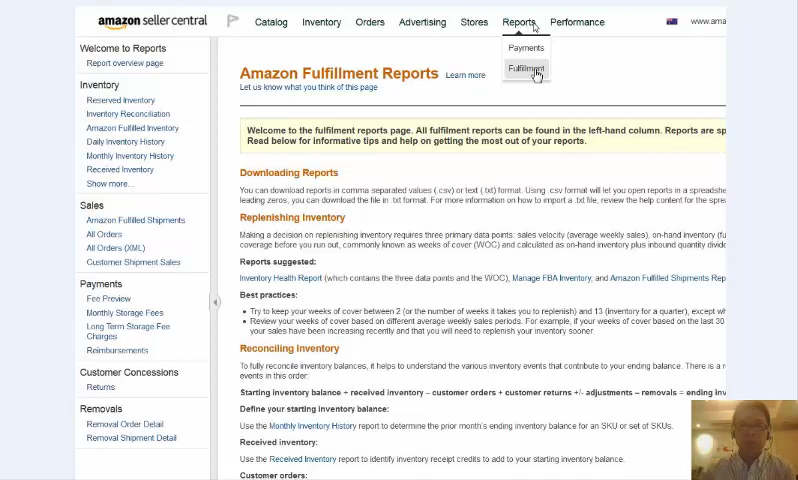 amazon seller central
Catalog Inventory Orders Advertising Stores Reports Performance
www.ama
Payments
Fulfillment
Welcome to Reports
Report overview page
Inventory
Reserved Inventory
Inventory Reconciliation
Amazon Fulfilled Inventory
Daily Inventory History
Monthly Inventory History
Received Inventory
Show more...
Sales
Amazon Fulfilled Shipments
All Orders
All Orders (XML)
Customer Shipment Sales
Payments
Fee Preview
Monthly Storage Fees
Long Term Storage Fee
Charges
Reimbursements
Customer Concessions
Returns
Removals
Removal Order Detail
Removal Shipment Detail
Amazon Fulfillment Reports Learn more
Let us know what you think of this page
Welcome to the fulfilment reports page. All fulfilment reports can be found in the left-hand column. Reports are sp
Read below for informative tips and help on getting the most out of your reports.
Downloading Reports
You can download reports in comma separated values (.csv) or text (.txt) format. Using .csv format will let you open reports in a spreadshe
leading zeros, you can download the file in .txt format. For more information on how to import a .txt file, review the help content for the sprea
Replenishing Inventory
Making a decision on replenishing inventory requires three primary data points: sales velocity (average weekly sales), on-hand inventory (fu
coverage before you run out, commonly known as weeks of cover (WOC) and calculated as on-hand inventory plus inbound quantity divide
Reports suggested:
Inventory Health Report (which contains the three data points and the WOC), Manage FBA Inventory, and Amazon Fulfilled Shipments Rep
Best practices:
• Try to keep your weeks of cover between 2 (or the number of weeks it takes you to replenish) and 13 (inventory for a quarter), except wh
• Review your weeks of cover based on different average weekly sales periods. For example, if your weeks of cover based on the last 30
your sales have been increasing recently and that you will need to replenish your inventory sooner.
Reconciling Inventory
To fully reconcile inventory balances, it helps to understand the various inventory events that contribute to your ending balance. There is a r
events in this order:
Starting inventory balance + received inventory – customer orders + customer returns +/- adjustments – removals = ending inv
Define your starting inventory balance:
Use the Monthly Inventory History report to determine the prior month's ending inventory balance for an SKU or set of SKUs.
Received inventory:
Use the Received Inventory report to identify inventory receipt credits to add to your starting inventory balance.
Customer orders: